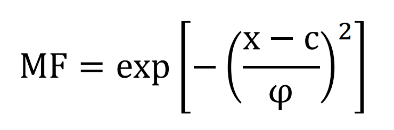 MF = exp [ − ( (x − c) / φ )² ]